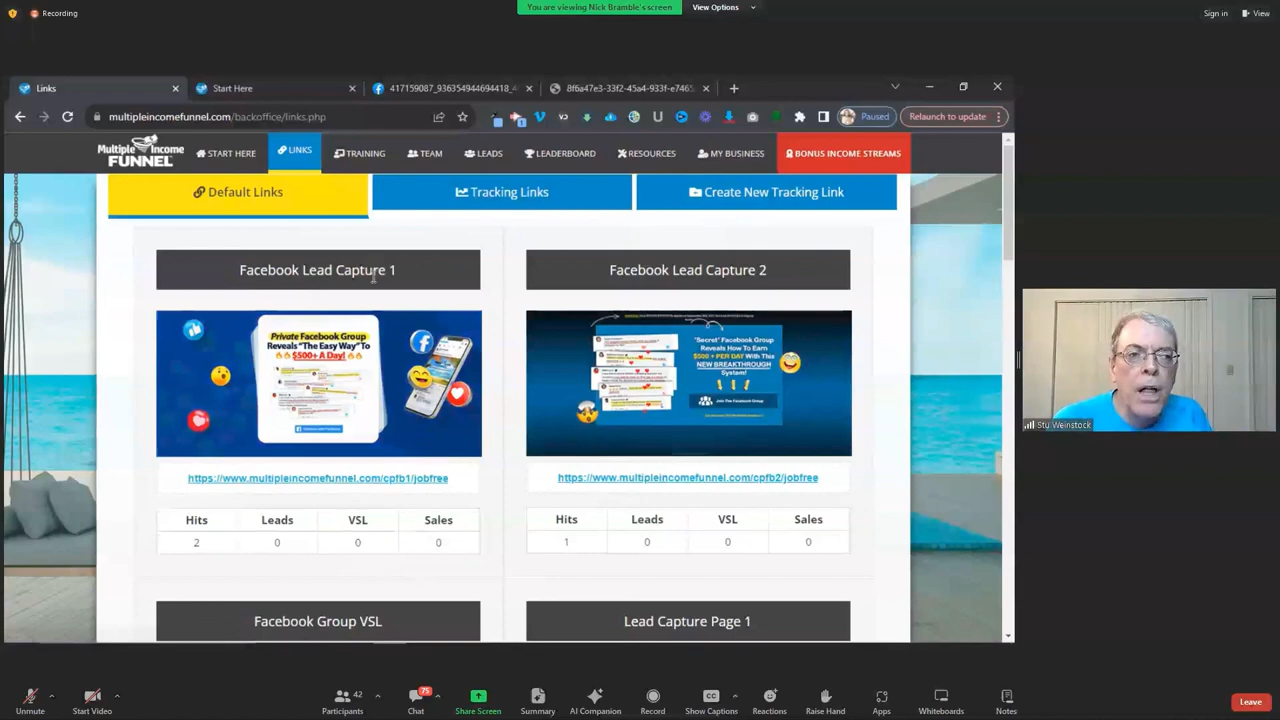 Recording
You are viewing Nick Bramble's screen
View Options
Sign in
View
Links
Start Here
417159087_936354944694418_4
8f6a47e3-33f2-45a4-933f-e7465
multipleincomefunnel.com/backoffice/links.php
Paused
Relaunch to update
Multiple Income
FUNNEL
START HERE
LINKS
TRAINING
TEAM
LEADS
LEADERBOARD
RESOURCES
MY BUSINESS
BONUS INCOME STREAMS
Default Links
Tracking Links
Create New Tracking Link
Facebook Lead Capture 1
Facebook Lead Capture 2
Private Facebook Group
Reveals "The Easy Way" To
$500+ A Day!
'Secret' Facebook Group
Reveals How To Earn
$500 + PER DAY With This
NEW BREAKTHROUGH
System!
Join The Facebook Group
https://www.multipleincomefunnel.com/cpfb1/jobfree
https://www.multipleincomefunnel.com/cpfb2/jobfree
Hits Leads VSL Sales
2 0 0 0
Hits Leads VSL Sales
1 0 0 0
Facebook Group VSL
Lead Capture Page 1
Stu Weinstock
Unmute
Start Video
42
Participants
75
Chat
Share Screen
Summary
AI Companion
Record
CC
Show Captions
Reactions
Raise Hand
Apps
Whiteboards
Notes
Leave